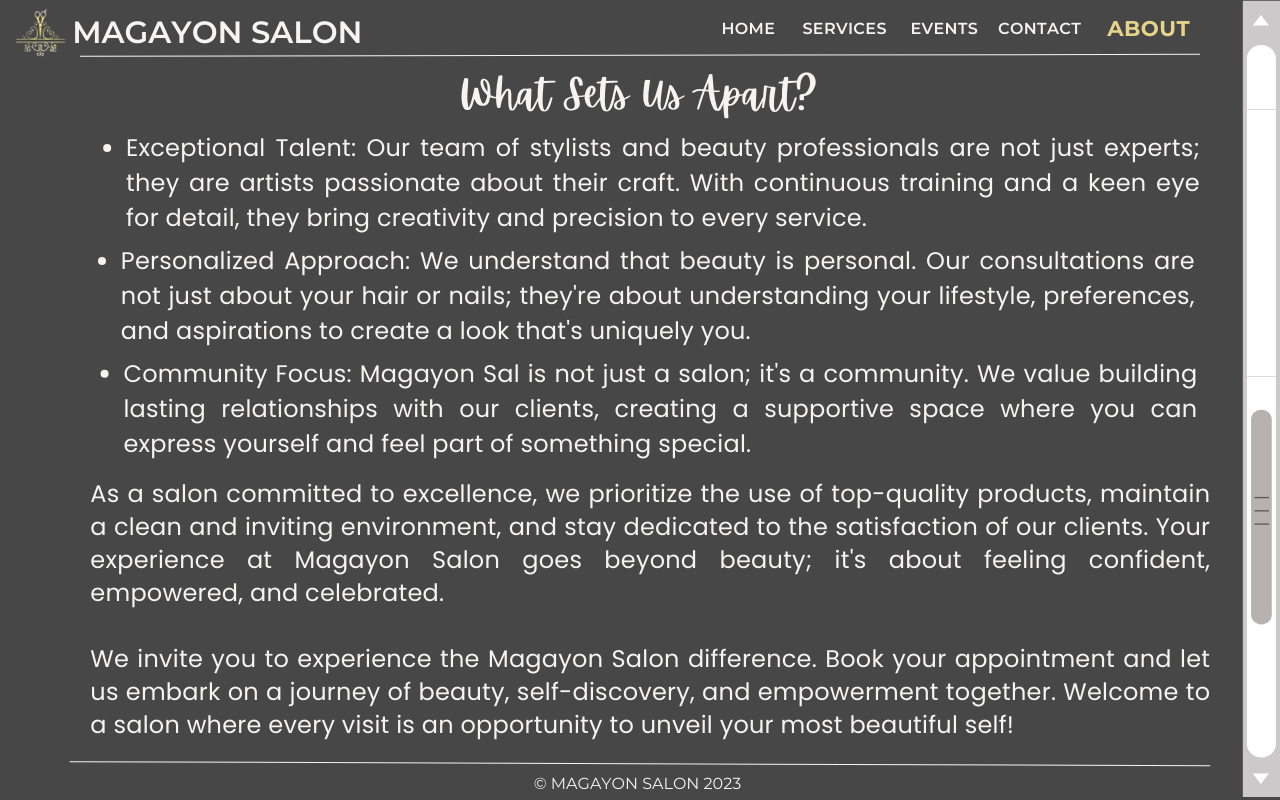 MAGAYON SALON
HOME SERVICES EVENTS CONTACT ABOUT
What Sets Us Apart?
• Exceptional Talent: Our team of stylists and beauty professionals are not just experts;
they are artists passionate about their craft. With continuous training and a keen eye
for detail, they bring creativity and precision to every service.
• Personalized Approach: We understand that beauty is personal. Our consultations are
not just about your hair or nails; they're about understanding your lifestyle, preferences,
and aspirations to create a look that's uniquely you.
• Community Focus: Magayon Sal is not just a salon; it's a community. We value building
lasting relationships with our clients, creating a supportive space where you can
express yourself and feel part of something special.
As a salon committed to excellence, we prioritize the use of top-quality products, maintain
a clean and inviting environment, and stay dedicated to the satisfaction of our clients. Your
experience at Magayon Salon goes beyond beauty; it's about feeling confident,
empowered, and celebrated.
We invite you to experience the Magayon Salon difference. Book your appointment and let
us embark on a journey of beauty, self-discovery, and empowerment together. Welcome to
a salon where every visit is an opportunity to unveil your most beautiful self!
© MAGAYON SALON 2023